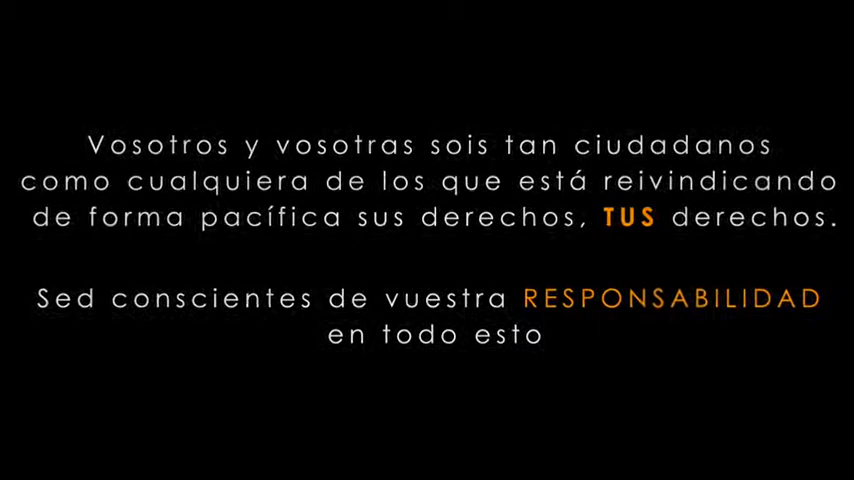 Vosotros y vosotras sois tan ciudadanos
como cualquiera de los que está reivindicando
de forma pacífica sus derechos, TUS derechos.
Sed conscientes de vuestra RESPONSABILIDAD
en todo esto